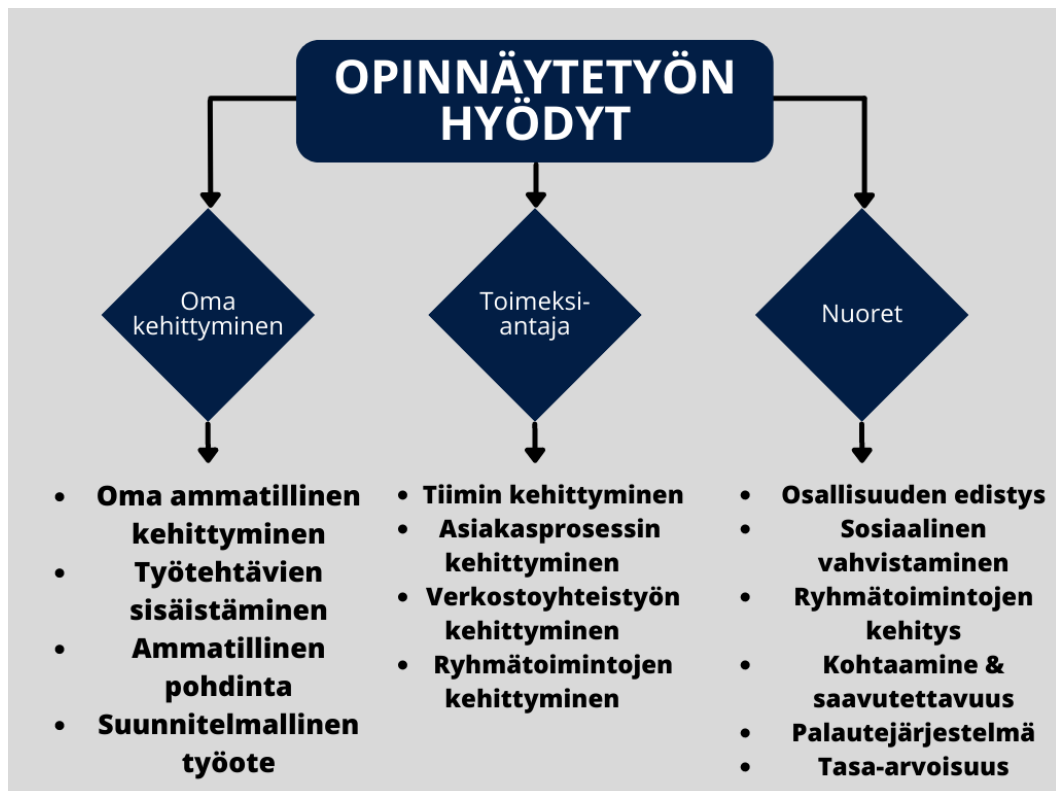 OPINNÄYTETYÖN
HYÖDYT
Oma
kehittyminen
Toimeksi-
antaja
Nuoret
• Oma ammatillinen
kehittyminen
• Työtehtävien
sisäistäminen
• Ammatillinen
pohdinta
• Suunnitelmallinen
työote
• Tiimin kehittyminen
• Asiakasprosessin
kehittyminen
• Verkostoyhteistyön
kehittyminen
• Ryhmätoimintojen
kehittyminen
• Osallisuuden edistys
• Sosiaalinen
vahvistaminen
• Ryhmätoimintojen
kehitys
• Kohtaamine &
saavutettavuus
• Palautejärjestelmä
• Tasa-arvoisuus